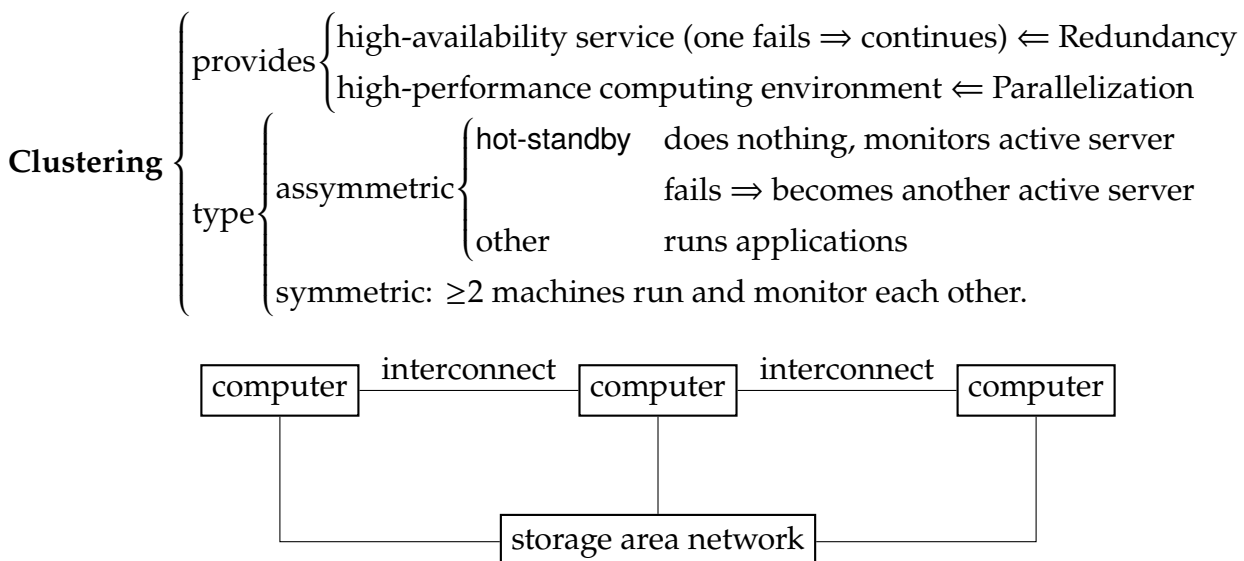 high-availability service (one fails ⇒ continues) ⇐ Redundancy
provides
high-performance computing environment ⇐ Parallelization
Clustering
hot-standby does nothing, monitors active server
assymmetric
fails ⇒ becomes another active server
type
other runs applications
symmetric: ≥2 machines run and monitor each other.
computer interconnect computer interconnect computer
storage area network